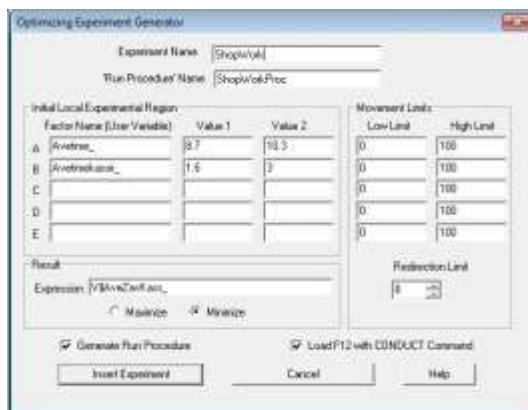 Optimizing Experiment Generator
Experiment Name ShopWork
'Run Procedure' Name ShopWorkProc
Initial Local Experimental Region
Movement Limits
Factor Name (User Variable) Value 1 Value 2
Low Limit High Limit
A 8.7 10.3 0 100
B 1.6 3 0 100
C 0 100
D 0 100
E 0 100
Result
Redirection Limit
Expression
8
Maximize Minimize
Generate Run Procedure Load F12 with CONDUCT Command
Insert Experiment Cancel Help